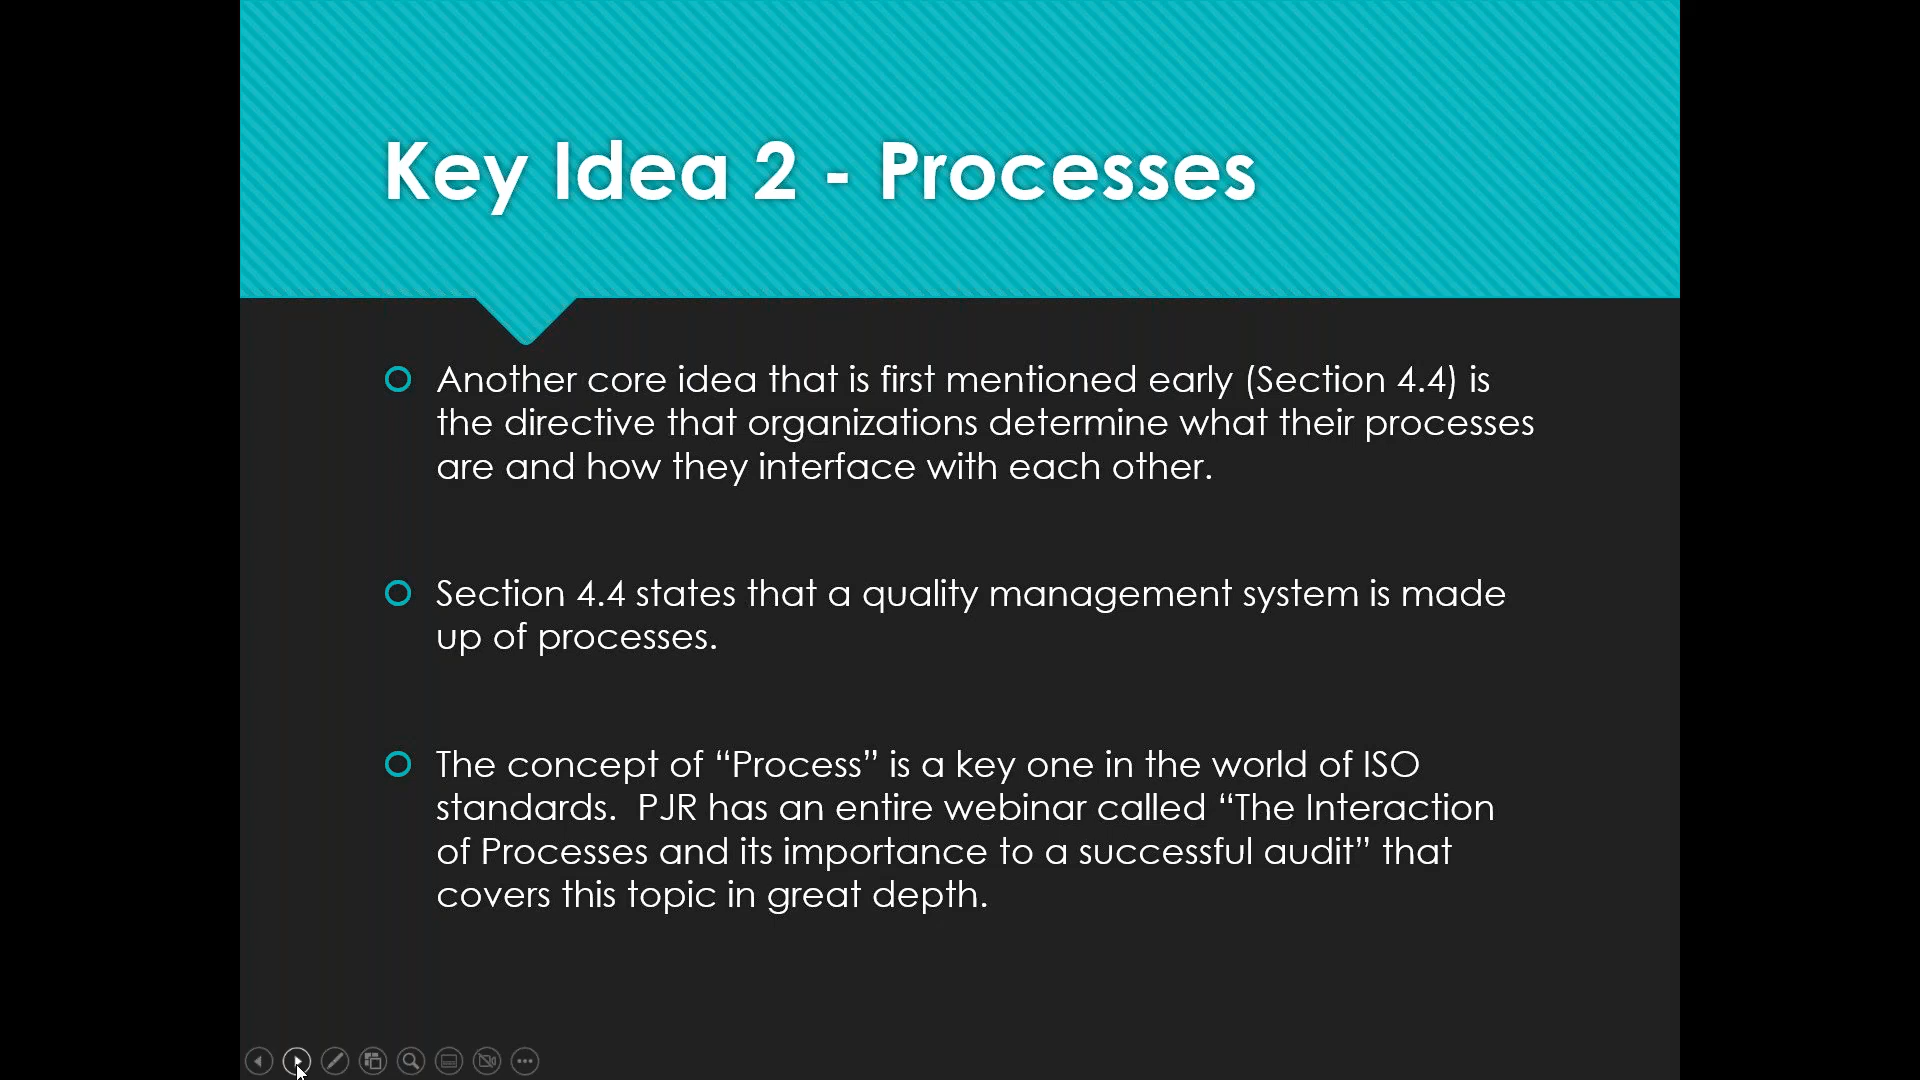 Key Idea 2 - Processes
Another core idea that is first mentioned early (Section 4.4) is
the directive that organizations determine what their processes
are and how they interface with each other.
Section 4.4 states that a quality management system is made
up of processes.
The concept of “Process” is a key one in the world of ISO
standards.  PJR has an entire webinar called “The Interaction
of Processes and its importance to a successful audit” that
covers this topic in great depth.